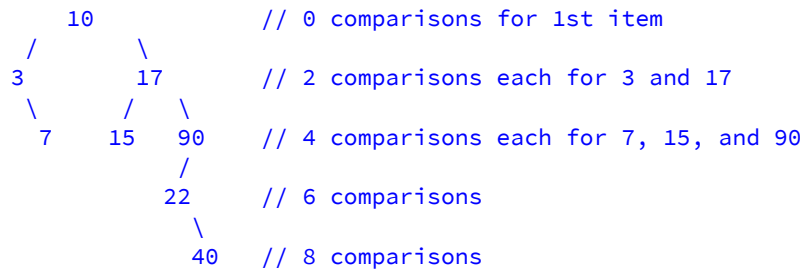 10 // 0 comparisons for 1st item
/ \
3 17 // 2 comparisons each for 3 and 17
\ / \
7 15 90 // 4 comparisons each for 7, 15, and 90
/
22 // 6 comparisons
\
40 // 8 comparisons